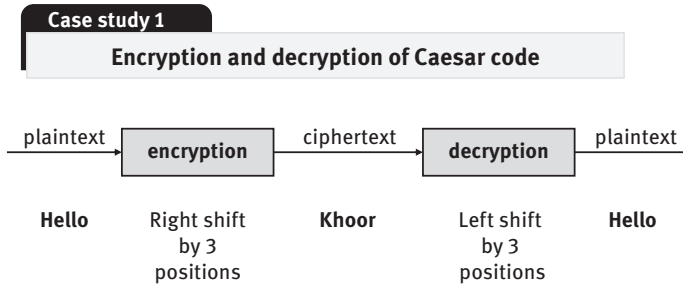 Case study 1
Encryption and decryption of Caesar code
plaintext
encryption
ciphertext
decryption
plaintext
Hello
Right shift
by 3
positions
Khoor
Left shift
by 3
positions
Hello